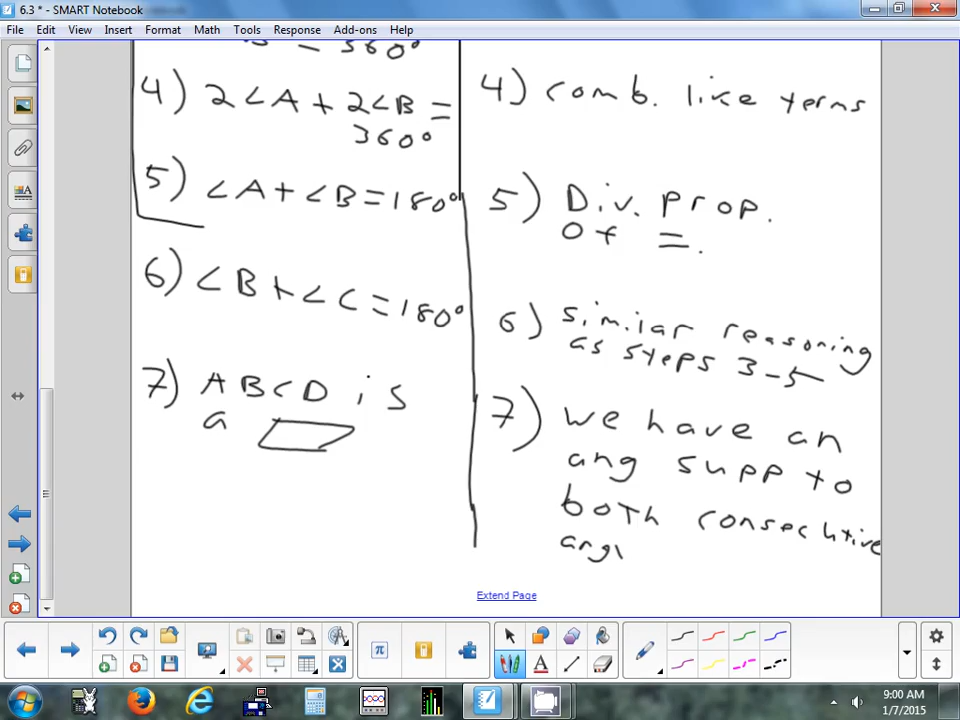 6.3 * - SMART Notebook
File Edit View Insert Format Math Tools Response Add-ons Help
= 360°
4) 2<A + 2<B =
360°
4) comb. like terms
5) <A + <B = 180°
5) Div. prop.
of =.
6) <B + <C = 180°
6) similar reasoning
as steps 3-5
7) ABCD is
a
7) we have an
ang supp to
both consecutive
ang
Extend Page
9:00 AM
1/7/2015